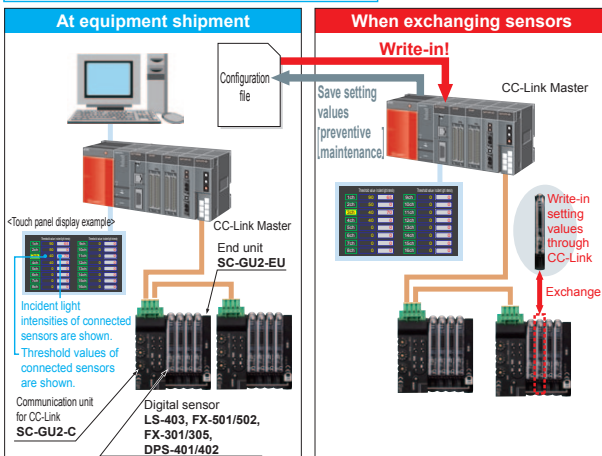 At equipment shipment
When exchanging sensors
Write-in!
Configuration
file
Save setting
values
[preventive
maintenance]
CC-Link Master
<Touch panel display example>
CC-Link Master
End unit
SC-GU2-EU
Write-in
setting
values
through
CC-Link
Exchange
Incident light
intensities of connected
sensors are shown.
Threshold values of
connected sensors
are shown.
Communication unit
for CC-Link
SC-GU2-C
Digital sensor
LS-403, FX-501/502,
FX-301/305,
DPS-401/402